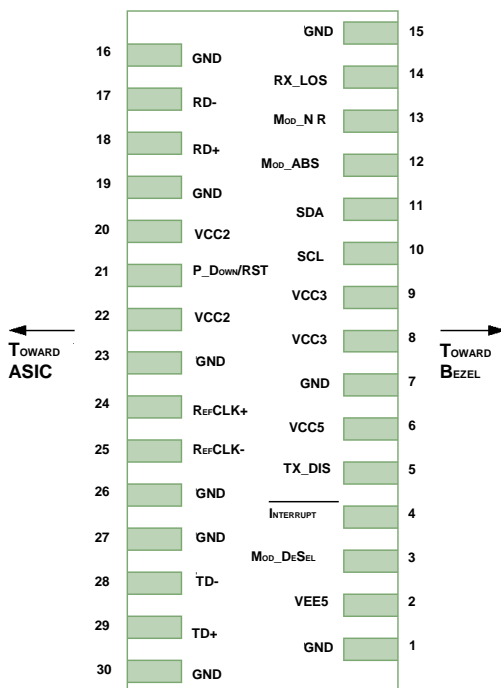 GND 15
16 GND
RX_LOS 14
17 RD-
MOD_N R 13
18 RD+
MOD_ABS 12
19 GND
SDA 11
20 VCC2
SCL 10
21 P_DOWN/RST
VCC3 9
22 VCC2
VCC3 8
TOWARD ASIC
TOWARD BEZEL
23 GND
GND 7
24 REFCLK+
VCC5 6
25 REFCLK-
TX_DIS 5
26 GND
INTERRUPT 4
27 GND
MOD_DESEL 3
28 TD-
VEE5 2
29 TD+
GND 1
30 GND